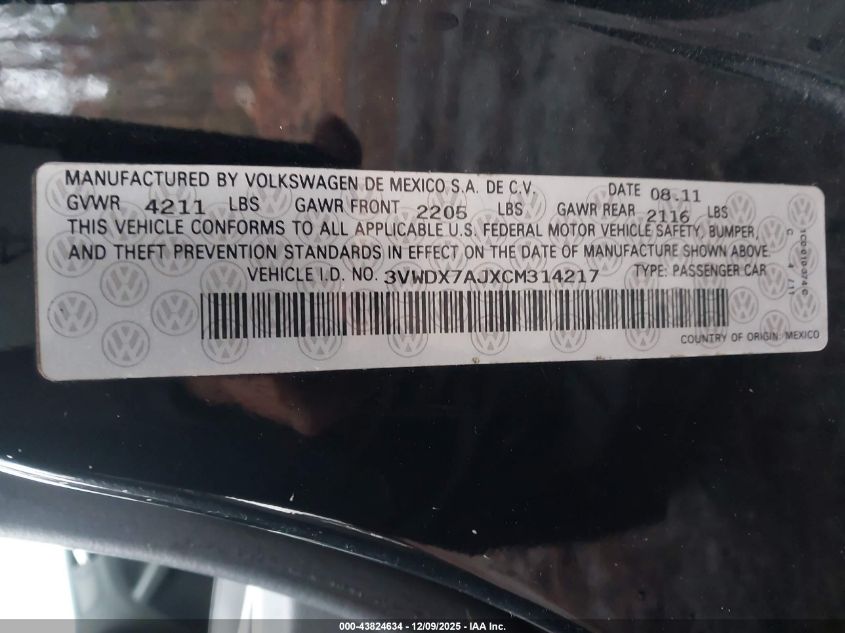 MANUFACTURED BY VOLKSWAGEN DE MEXICO S.A. DE C.V. DATE 08.11
GVWR 4211 LBS GAWR FRONT 2205 LBS GAWR REAR 2116 LBS
THIS VEHICLE CONFORMS TO ALL APPLICABLE U.S. FEDERAL MOTOR VEHICLE SAFETY, BUMPER,
AND THEFT PREVENTION STANDARDS IN EFFECT ON THE DATE OF MANUFACTURE SHOWN ABOVE.
VEHICLE I.D. NO. 3VWDX7AJXCM314217 TYPE: PASSENGER CAR
COUNTRY OF ORIGIN: MEXICO
C 4/11
000-43824634 - 12/09/2025 - IAA Inc.